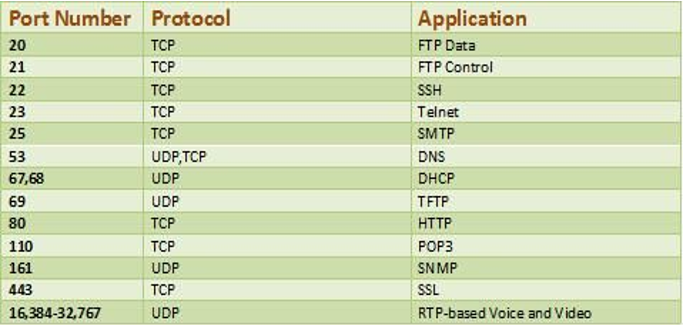 Port Number Protocol Application
20 TCP FTP Data
21 TCP FTP Control
22 TCP SSH
23 TCP Telnet
25 TCP SMTP
53 UDP,TCP DNS
67,68 UDP DHCP
69 UDP TFTP
80 TCP HTTP
110 TCP POP3
161 UDP SNMP
443 TCP SSL
16,384-32,767 UDP RTP-based Voice and Video